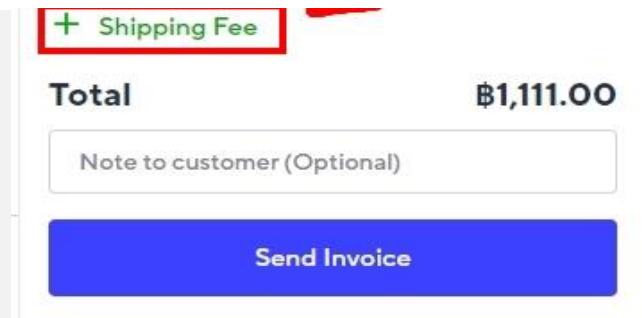 + Shipping Fee
Total ฿1,111.00
Note to customer (Optional)
Send Invoice